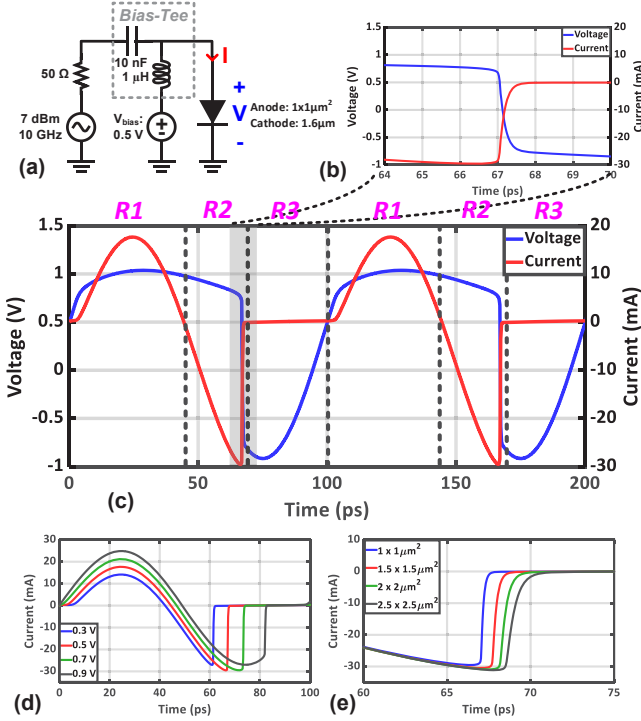 Bias-Tee
10 nF
1 μH
50 Ω
7 dBm
10 GHz
Vbias:
0.5 V
I
+
V
-
Anode: 1x1μm²
Cathode: 1.6μm
(a)
Voltage
Current
Voltage (V)
1
0.5
0
-0.5
-1
Current (mA)
20
10
0
-10
-20
-30
64 65 66 67 68 69 70
Time (ps)
(b)
R1 R2 R3 R1 R2 R3
Voltage
Current
Voltage (V)
1.5
1
0.5
0
-0.5
-1
Current (mA)
20
10
0
-10
-20
-30
0 50 100 150 200
Time (ps)
(c)
Current (mA)
30
20
10
0
-10
-20
-30
0.3 V
0.5 V
0.7 V
0.9 V
0 20 40 60 80 100
Time (ps)
(d)
1 x 1μm²
1.5 x 1.5μm²
2 x 2μm²
2.5 x 2.5μm²
Current (mA)
10
0
-10
-20
-30
60 65 70 75
Time (ps)
(e)